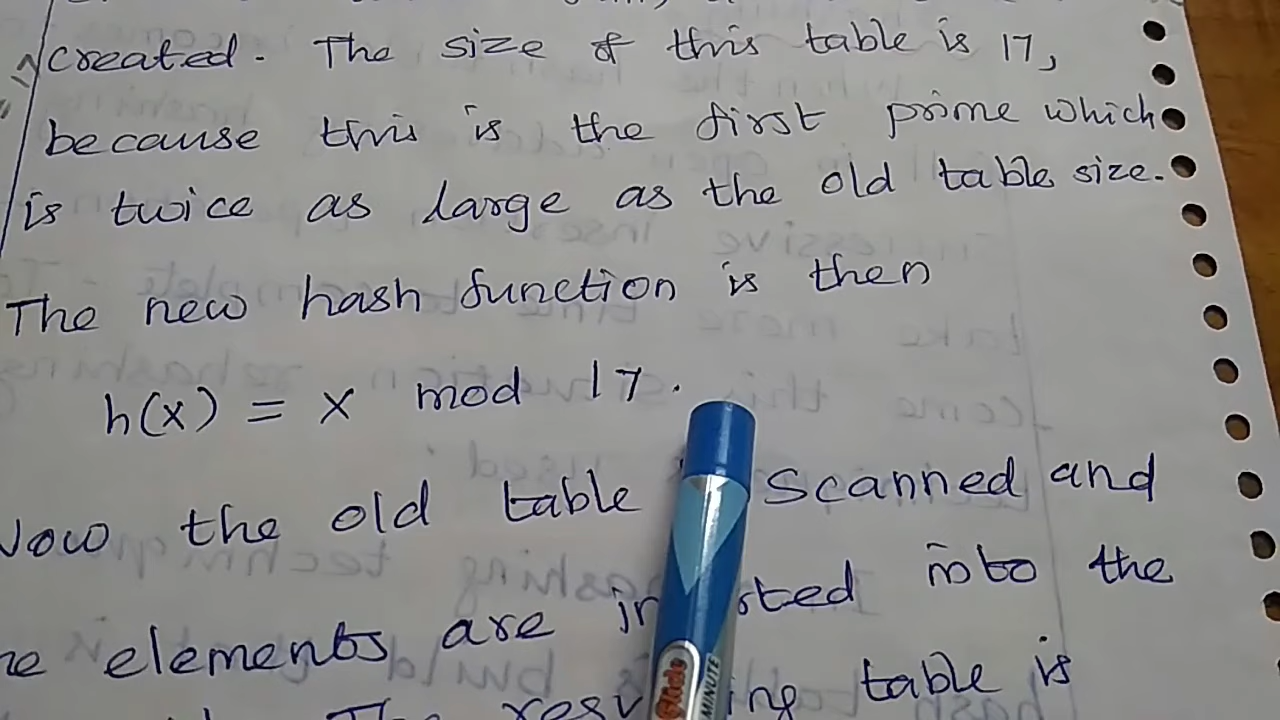 created. The size of this table is 17,
because this is the first prime which
is twice as large as the old table size.
The new hash function is then
h(x) = x mod 17.
Now the old table scanned and
elements are into the
table is
MINUTE